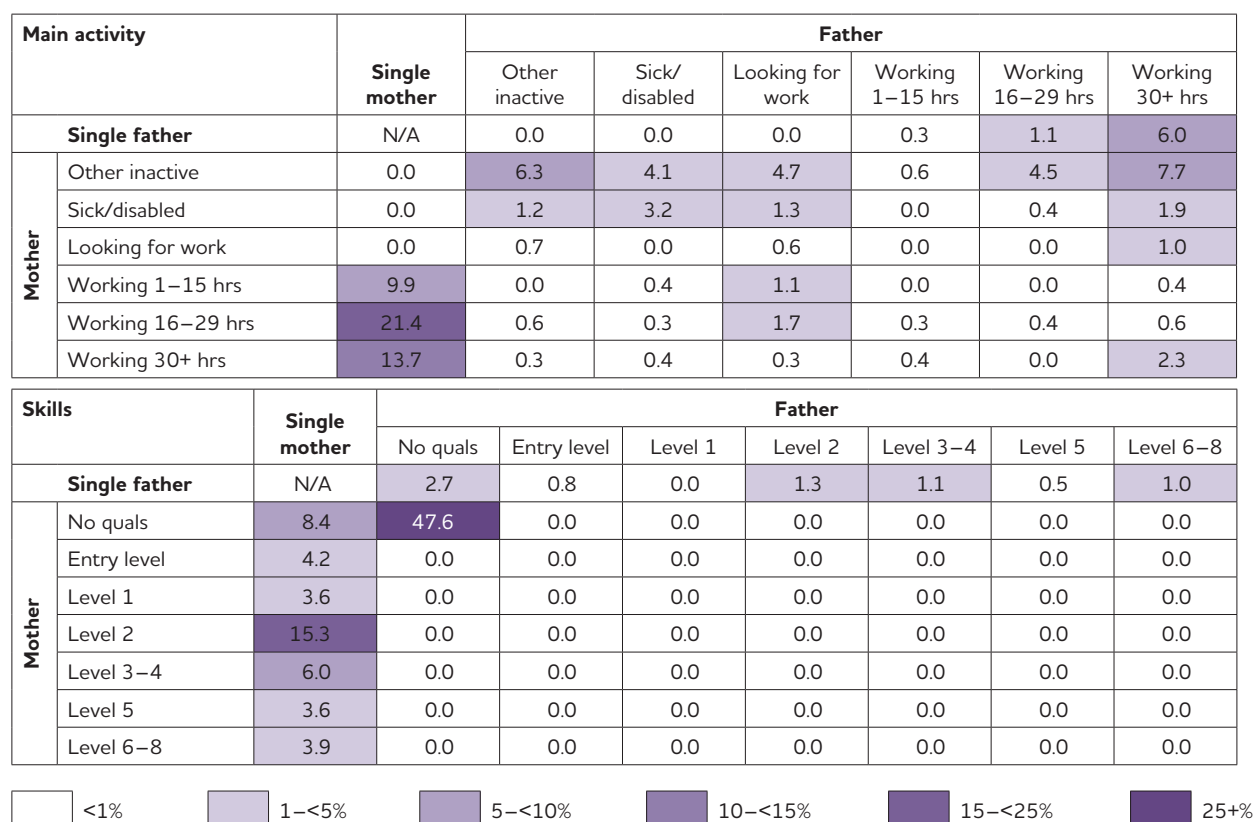 Main activity Single mother Father
Other inactive Sick/disabled Looking for work Working 1–15 hrs Working 16–29 hrs Working 30+ hrs
Single father N/A 0.0 0.0 0.0 0.3 1.1 6.0
Mother
Other inactive 0.0 6.3 4.1 4.7 0.6 4.5 7.7
Sick/disabled 0.0 1.2 3.2 1.3 0.0 0.4 1.9
Looking for work 0.0 0.7 0.0 0.6 0.0 0.0 1.0
Working 1–15 hrs 9.9 0.0 0.4 1.1 0.0 0.0 0.4
Working 16–29 hrs 21.4 0.6 0.3 1.7 0.3 0.4 0.6
Working 30+ hrs 13.7 0.3 0.4 0.3 0.4 0.0 2.3
Skills Single mother Father
No quals Entry level Level 1 Level 2 Level 3–4 Level 5 Level 6–8
Single father N/A 2.7 0.8 0.0 1.3 1.1 0.5 1.0
Mother
No quals 8.4 47.6 0.0 0.0 0.0 0.0 0.0 0.0
Entry level 4.2 0.0 0.0 0.0 0.0 0.0 0.0 0.0
Level 1 3.6 0.0 0.0 0.0 0.0 0.0 0.0 0.0
Level 2 15.3 0.0 0.0 0.0 0.0 0.0 0.0 0.0
Level 3–4 6.0 0.0 0.0 0.0 0.0 0.0 0.0 0.0
Level 5 3.6 0.0 0.0 0.0 0.0 0.0 0.0 0.0
Level 6–8 3.9 0.0 0.0 0.0 0.0 0.0 0.0 0.0
<1% 1–<5% 5–<10% 10–<15% 15–<25% 25+%